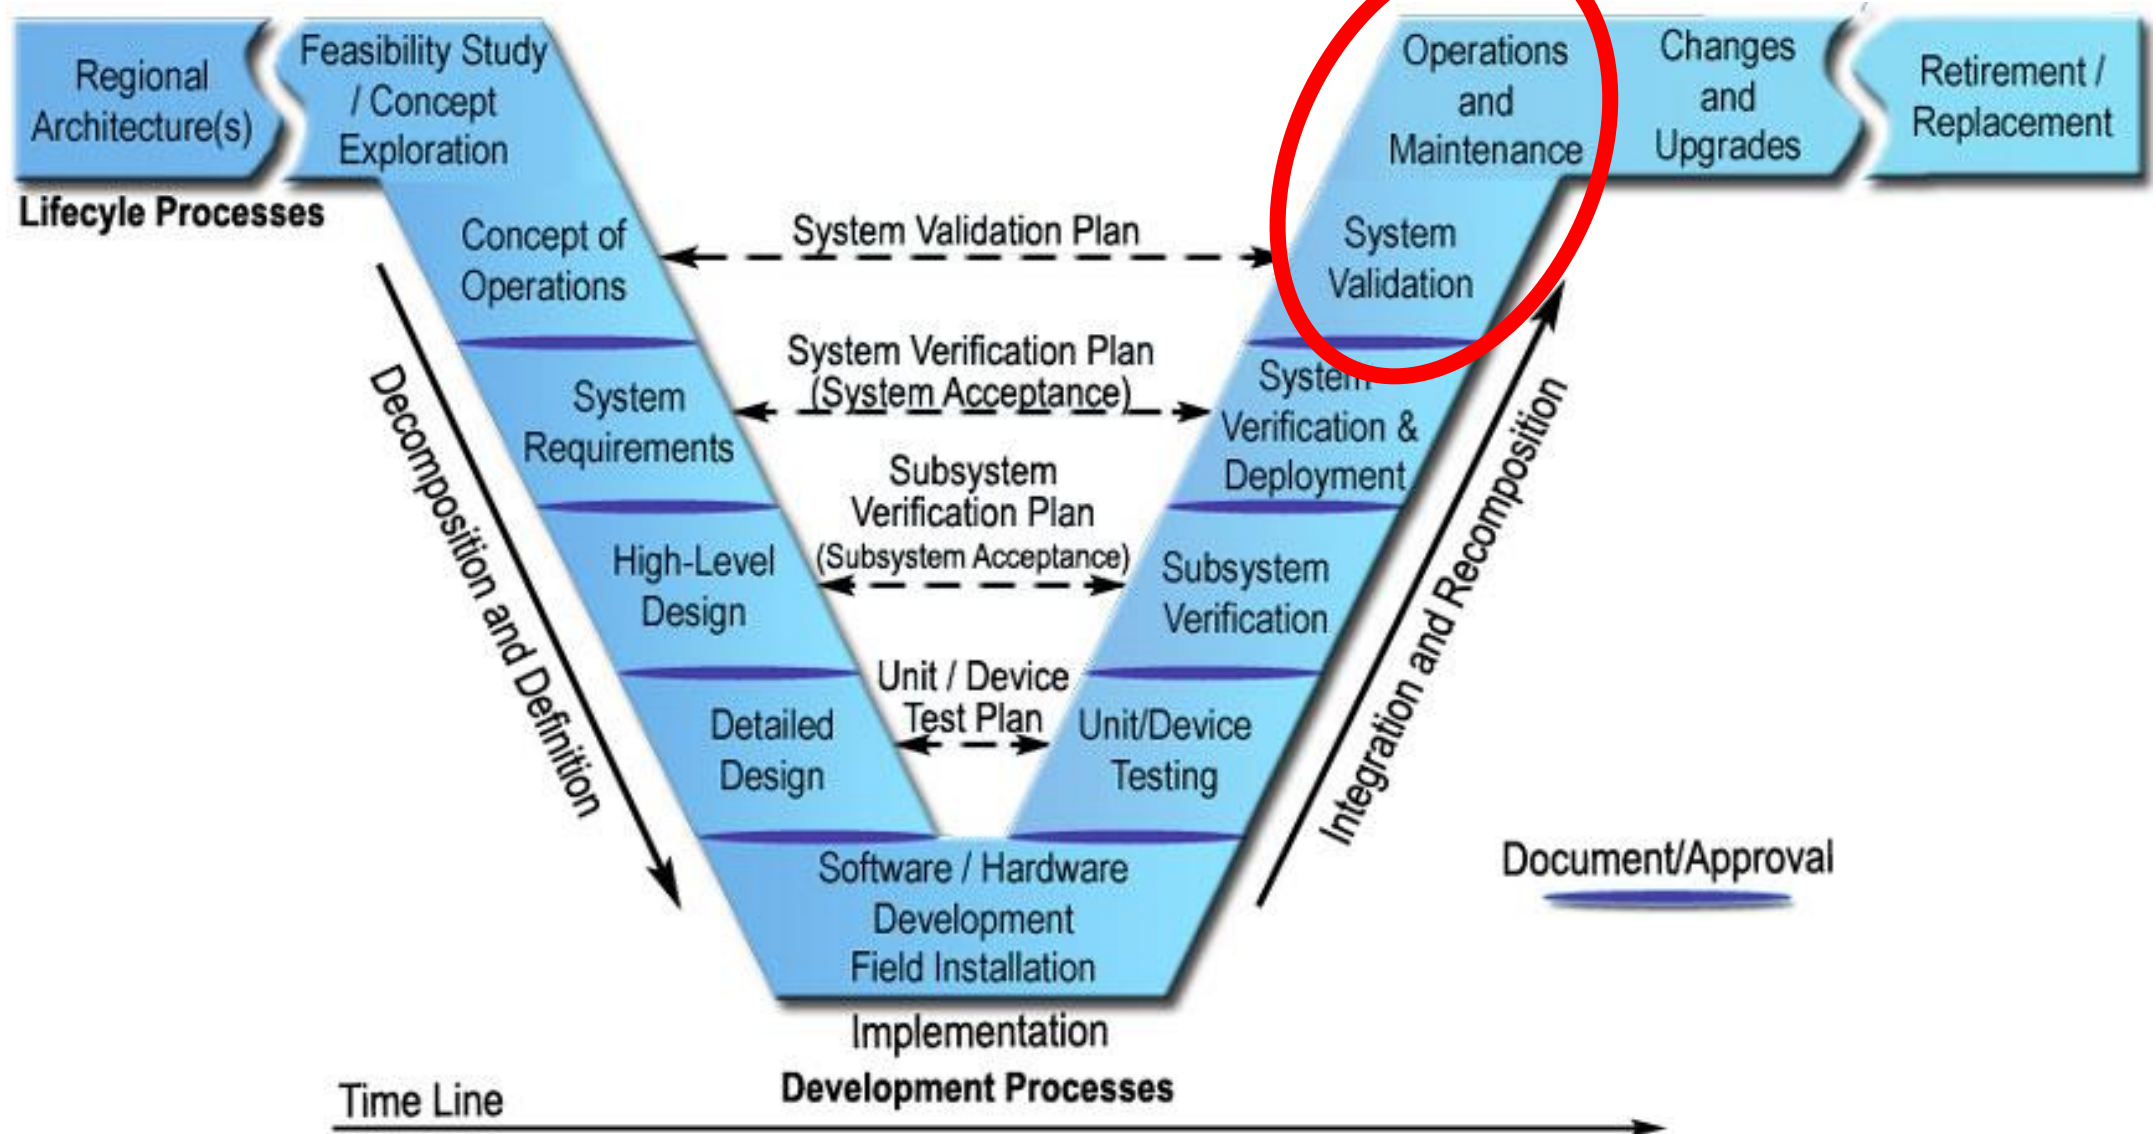 Regional
Architecture(s)
Feasibility Study
/ Concept
Exploration
Operations
and
Maintenance
Changes
and
Upgrades
Retirement /
Replacement
Lifecyle Processes
Concept of
Operations
System Validation Plan
System
Validation
System Verification Plan
(System Acceptance)
System
Requirements
System
Verification &
Deployment
Subsystem
Verification Plan
(Subsystem Acceptance)
High-Level
Design
Subsystem
Verification
Unit / Device
Test Plan
Detailed
Design
Unit/Device
Testing
Decomposition and Definition
Integration and Recomposition
Software / Hardware
Development
Field Installation
Document/Approval
Implementation
Development Processes
Time Line